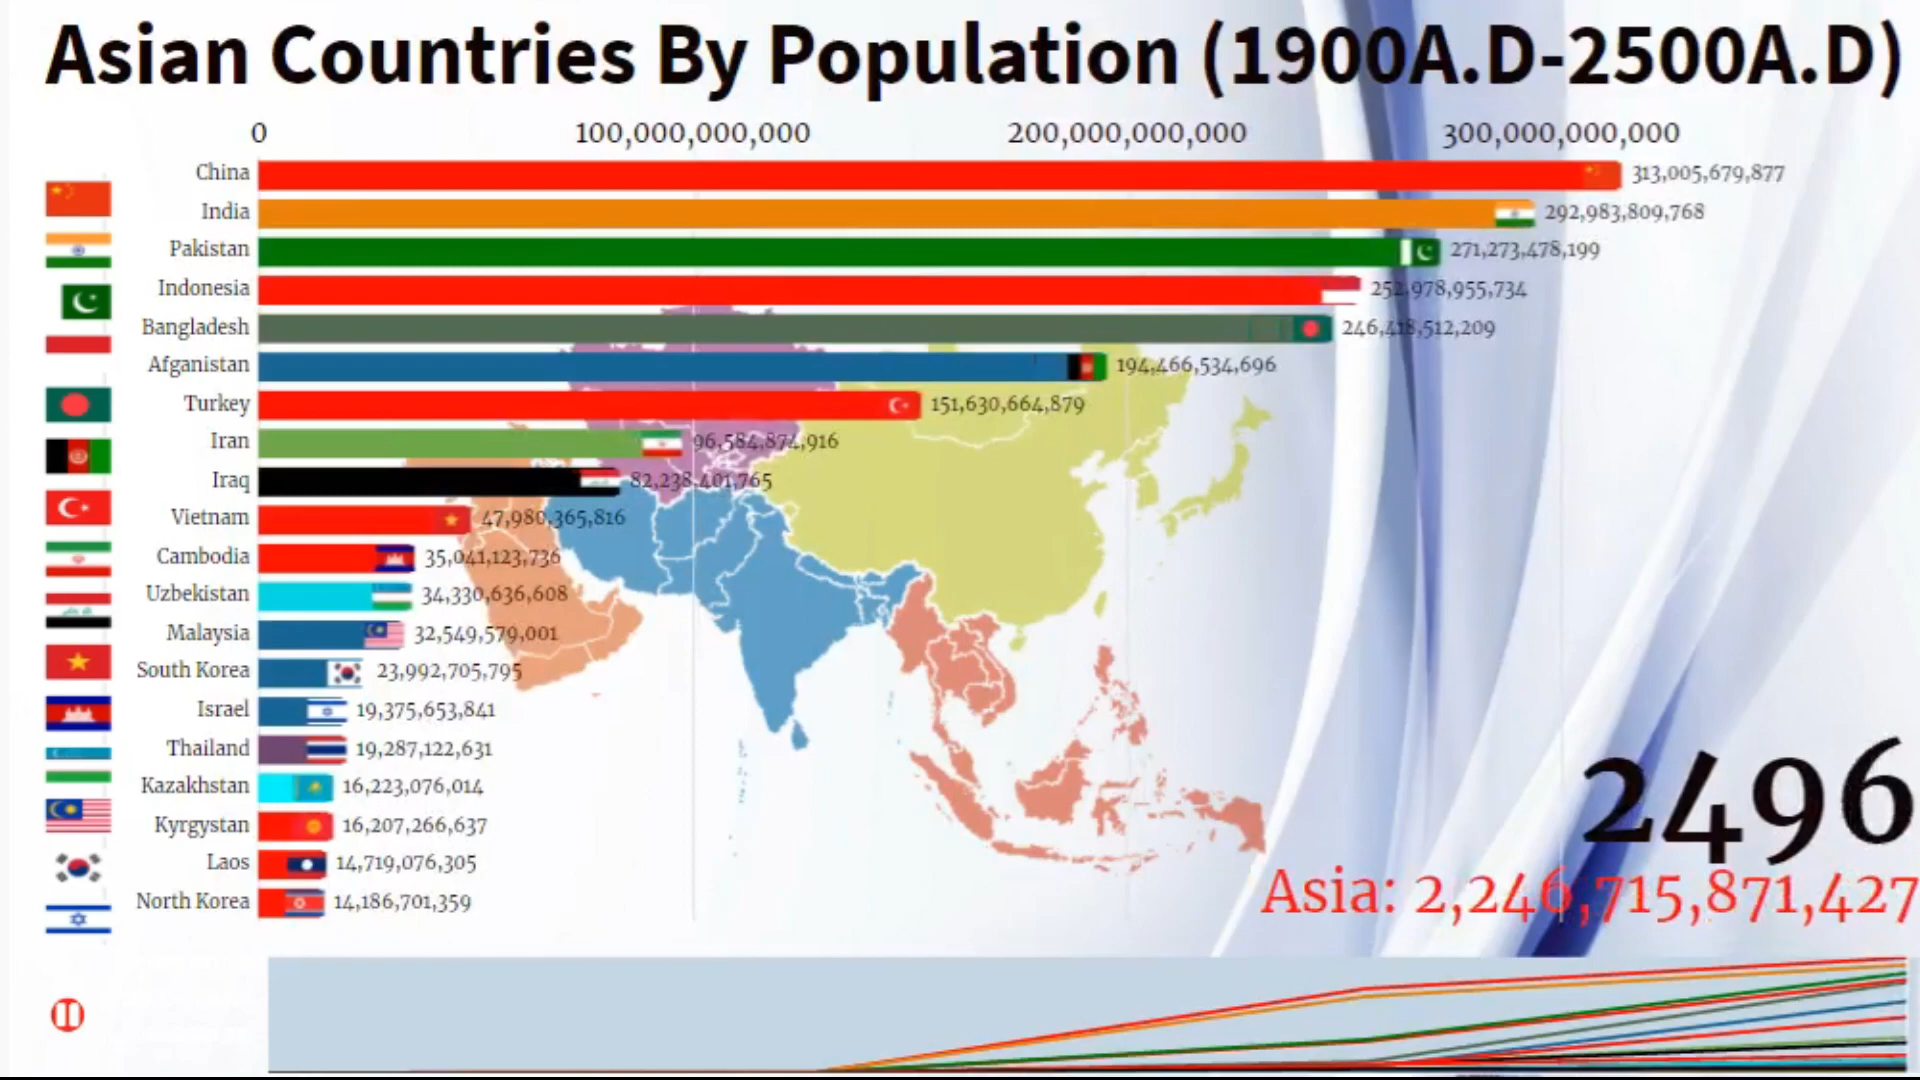 Asian Countries By Population (1900A.D-2500A.D)
0 100,000,000,000 200,000,000,000 300,000,000,000
China 313,005,679,877
India 292,983,809,768
Pakistan 271,273,478,199
Indonesia 252,978,955,734
Bangladesh 246,418,512,209
Afganistan 194,466,534,696
Turkey 151,630,664,879
Iran 96,584,874,916
Iraq 82,238,401,765
Vietnam 47,980,365,816
Cambodia 35,041,123,736
Uzbekistan 34,330,636,608
Malaysia 32,549,579,001
South Korea 23,992,705,795
Israel 19,375,653,841
Thailand 19,287,122,631
Kazakhstan 16,223,076,014
Kyrgystan 16,207,266,637
Laos 14,719,076,305
North Korea 14,186,701,359
2496
Asia: 2,246,715,871,427